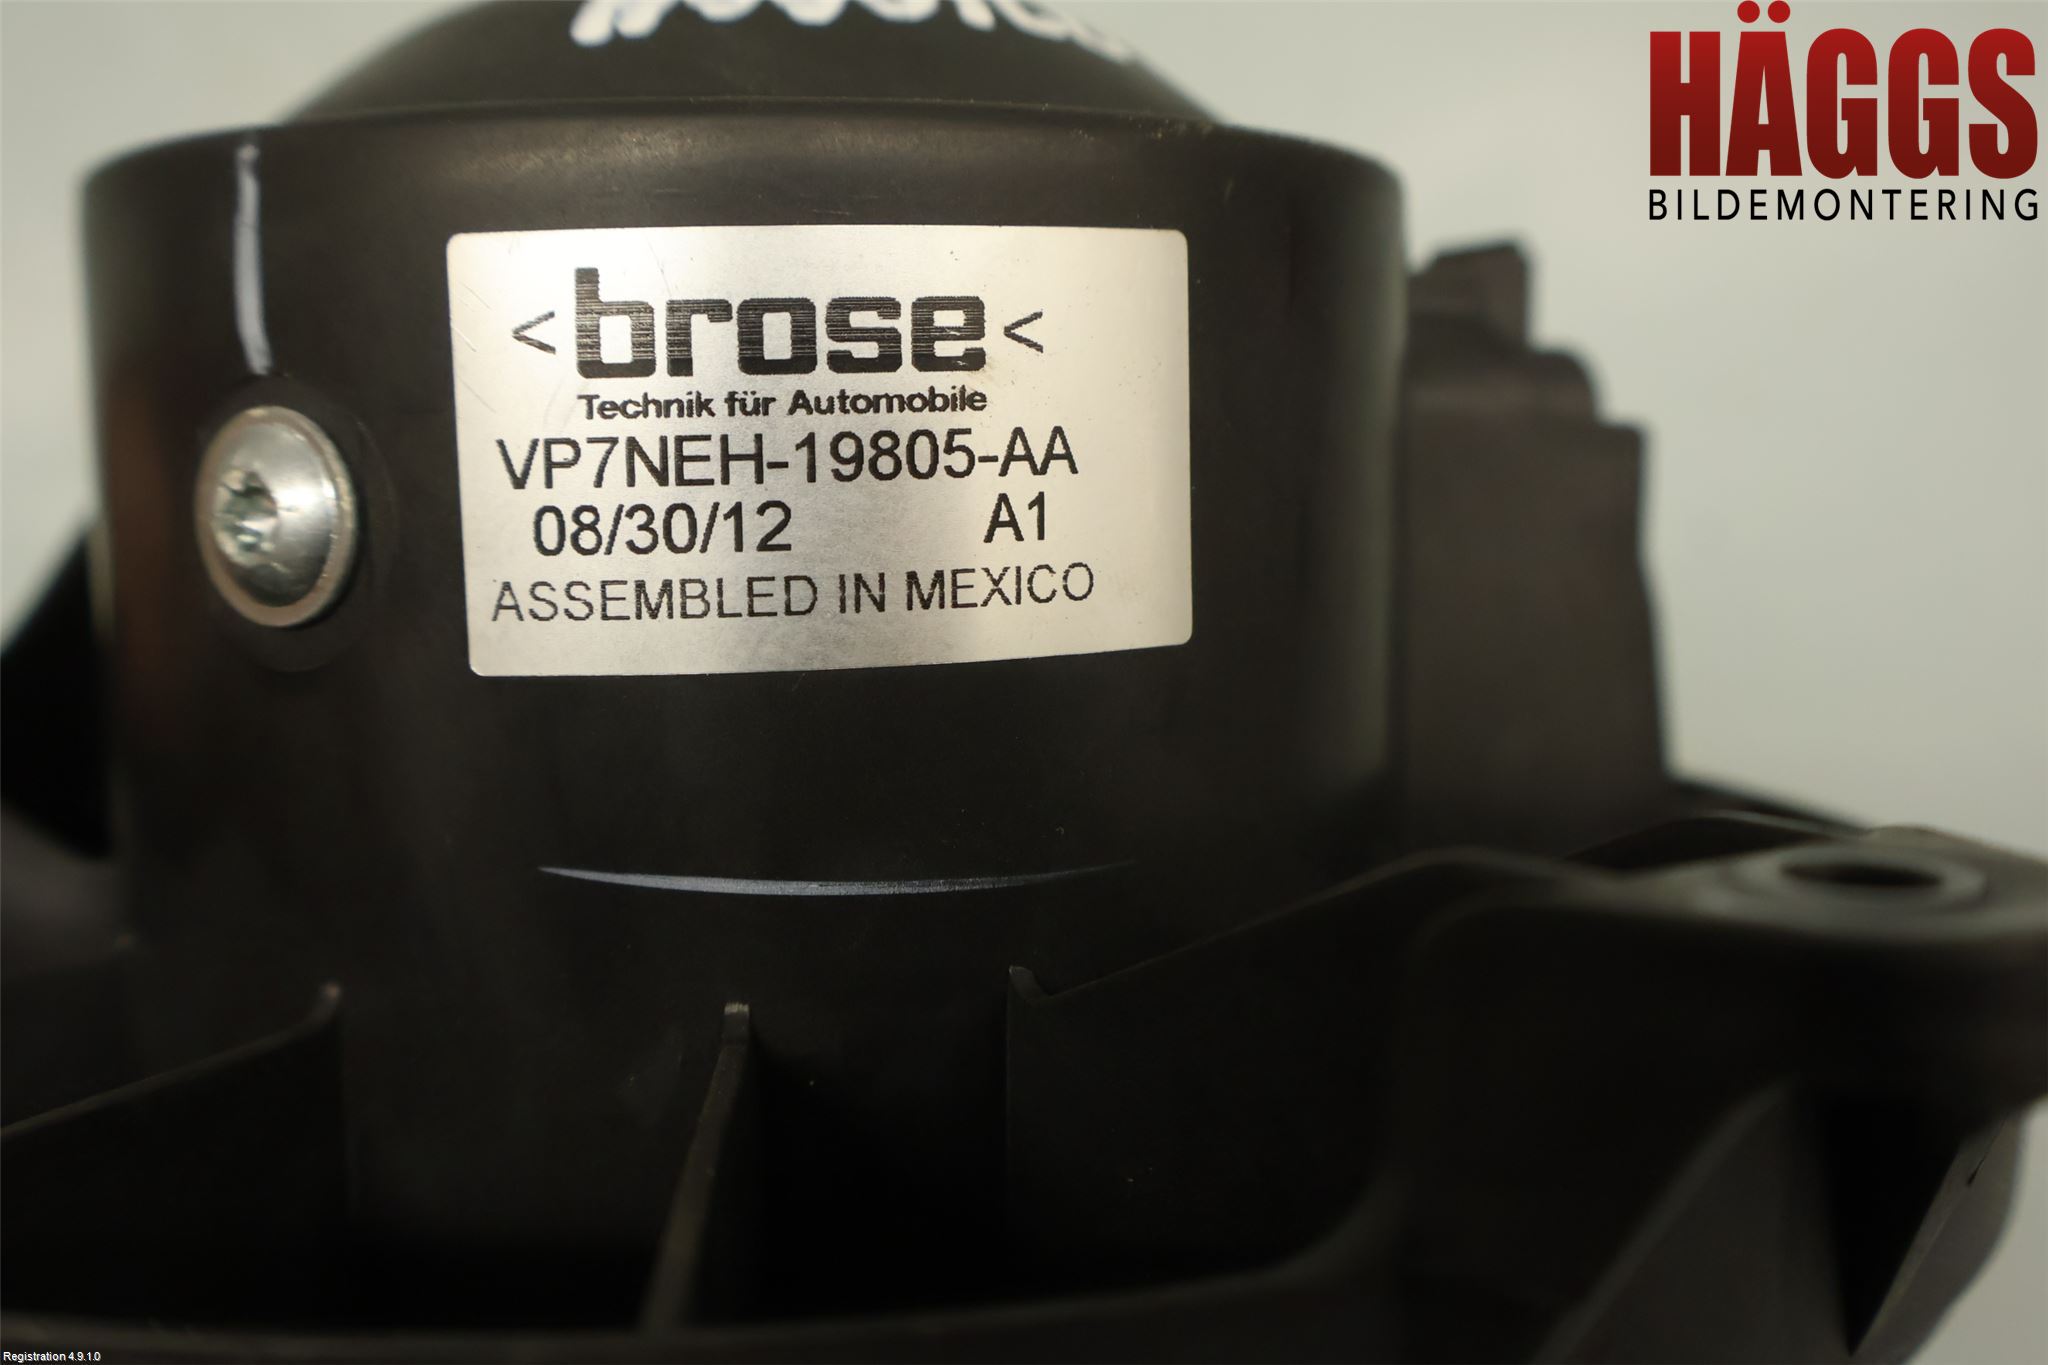 HÄGGS
BILDEMONTERING
<brose<
Technik für Automobile
VP7NEH-19805-AA
08/30/12 A1
ASSEMBLED IN MEXICO
Registration 4.9.1.0